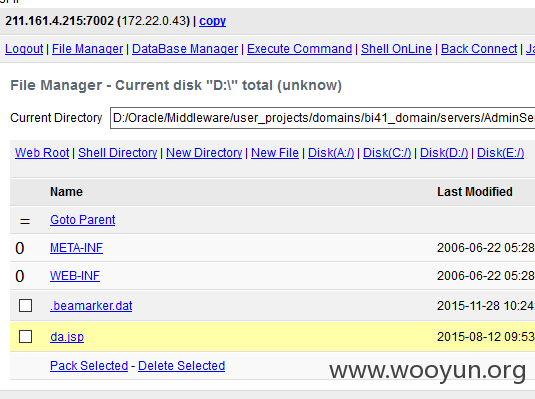 211.161.4.215:7002 (172.22.0.43) | copy
Logout | File Manager | DataBase Manager | Execute Command | Shell OnLine | Back Connect |
File Manager - Current disk "D:\" total (unknow)
Current Directory D:/Oracle/Middleware/user_projects/domains/bi41_domain/servers/AdminSer
Web Root | Shell Directory | New Directory | New File | Disk(A:/) | Disk(C:/) | Disk(D:/) | Disk(E:/)
Name Last Modified
= Goto Parent
0 META-INF 2006-06-22 05:28
0 WEB-INF 2006-06-22 05:28
.beamarker.dat 2015-11-28 10:24
da.jsp 2015-08-12 09:53
Pack Selected - Delete Selected
www.wooyun.org